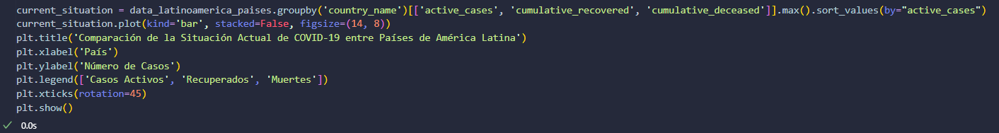 current_situation = data_latinoamerica_paises.groupby('country_name')[['active_cases', 'cumulative_recovered', 'cumulative_deceased']].max().sort_values(by="active_cases")
current_situation.plot(kind='bar', stacked=False, figsize=(14, 8))
plt.title('Comparación de la Situación Actual de COVID-19 entre Países de América Latina')
plt.xlabel('País')
plt.ylabel('Número de Casos')
plt.legend(['Casos Activos', 'Recuperados', 'Muertes'])
plt.xticks(rotation=45)
plt.show()
0.0s